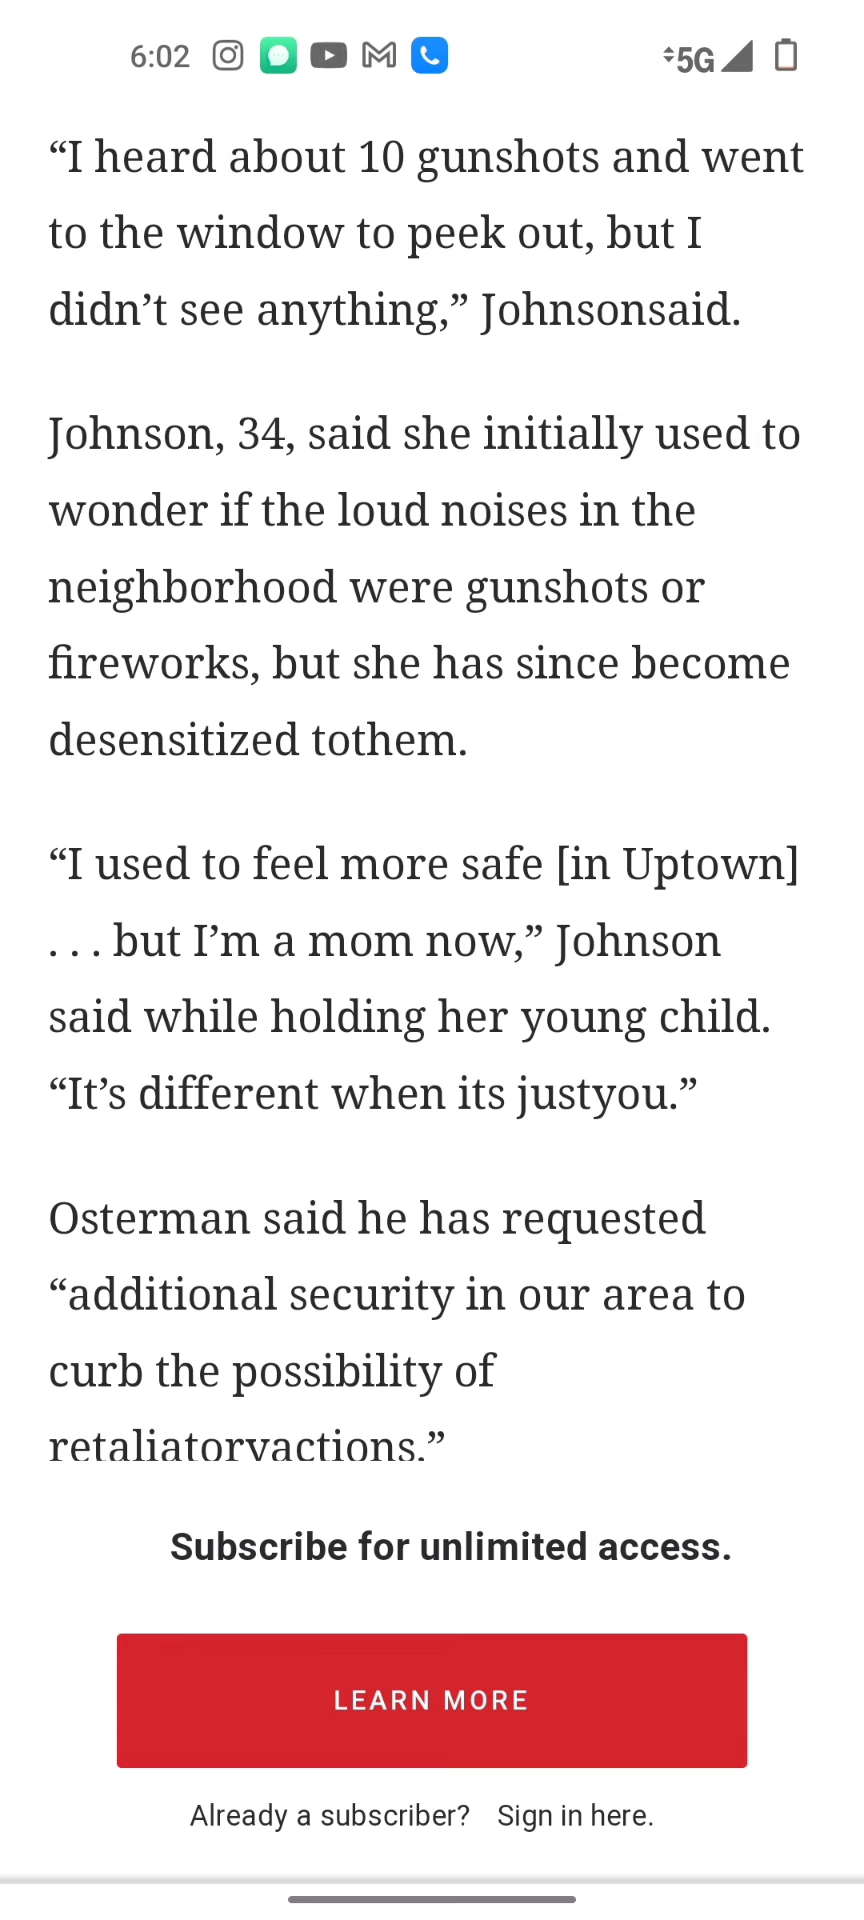 6:02
5G
“I heard about 10 gunshots and went
to the window to peek out, but I
didn’t see anything,” Johnsonsaid.
Johnson, 34, said she initially used to
wonder if the loud noises in the
neighborhood were gunshots or
fireworks, but she has since become
desensitized tothem.
“I used to feel more safe [in Uptown]
. . . but I’m a mom now,” Johnson
said while holding her young child.
“It’s different when its justyou.”
Osterman said he has requested
“additional security in our area to
curb the possibility of
retaliatoryactions.”
Subscribe for unlimited access.
LEARN MORE
Already a subscriber? Sign in here.